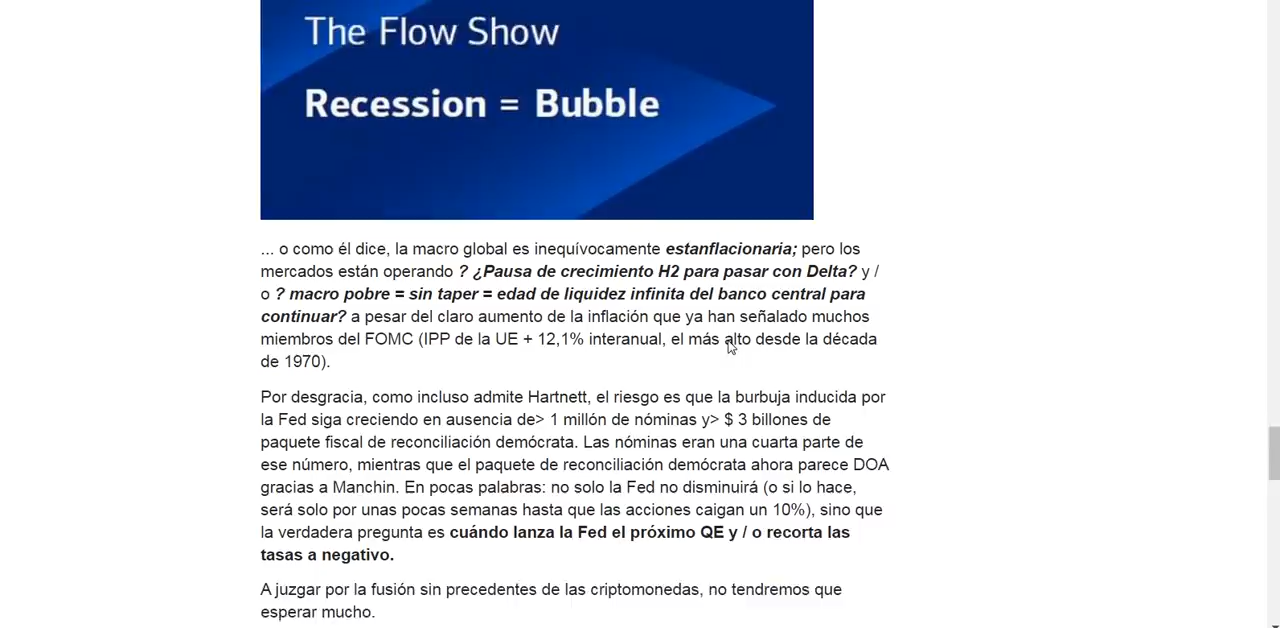 The Flow Show
Recession = Bubble
... o como él dice, la macro global es inequívocamente estanflacionaria; pero los
mercados están operando ? ¿Pausa de crecimiento H2 para pasar con Delta? y /
o ? macro pobre = sin taper = edad de liquidez infinita del banco central para
continuar? a pesar del claro aumento de la inflación que ya han señalado muchos
miembros del FOMC (IPP de la UE + 12,1% interanual, el más alto desde la década
de 1970).
Por desgracia, como incluso admite Hartnett, el riesgo es que la burbuja inducida por
la Fed siga creciendo en ausencia de> 1 millón de nóminas y> $ 3 billones de
paquete fiscal de reconciliación demócrata. Las nóminas eran una cuarta parte de
ese número, mientras que el paquete de reconciliación demócrata ahora parece DOA
gracias a Manchin. En pocas palabras: no solo la Fed no disminuirá (o si lo hace,
será solo por unas pocas semanas hasta que las acciones caigan un 10%), sino que
la verdadera pregunta es cuándo lanza la Fed el próximo QE y / o recorta las
tasas a negativo.
A juzgar por la fusión sin precedentes de las criptomonedas, no tendremos que
esperar mucho.